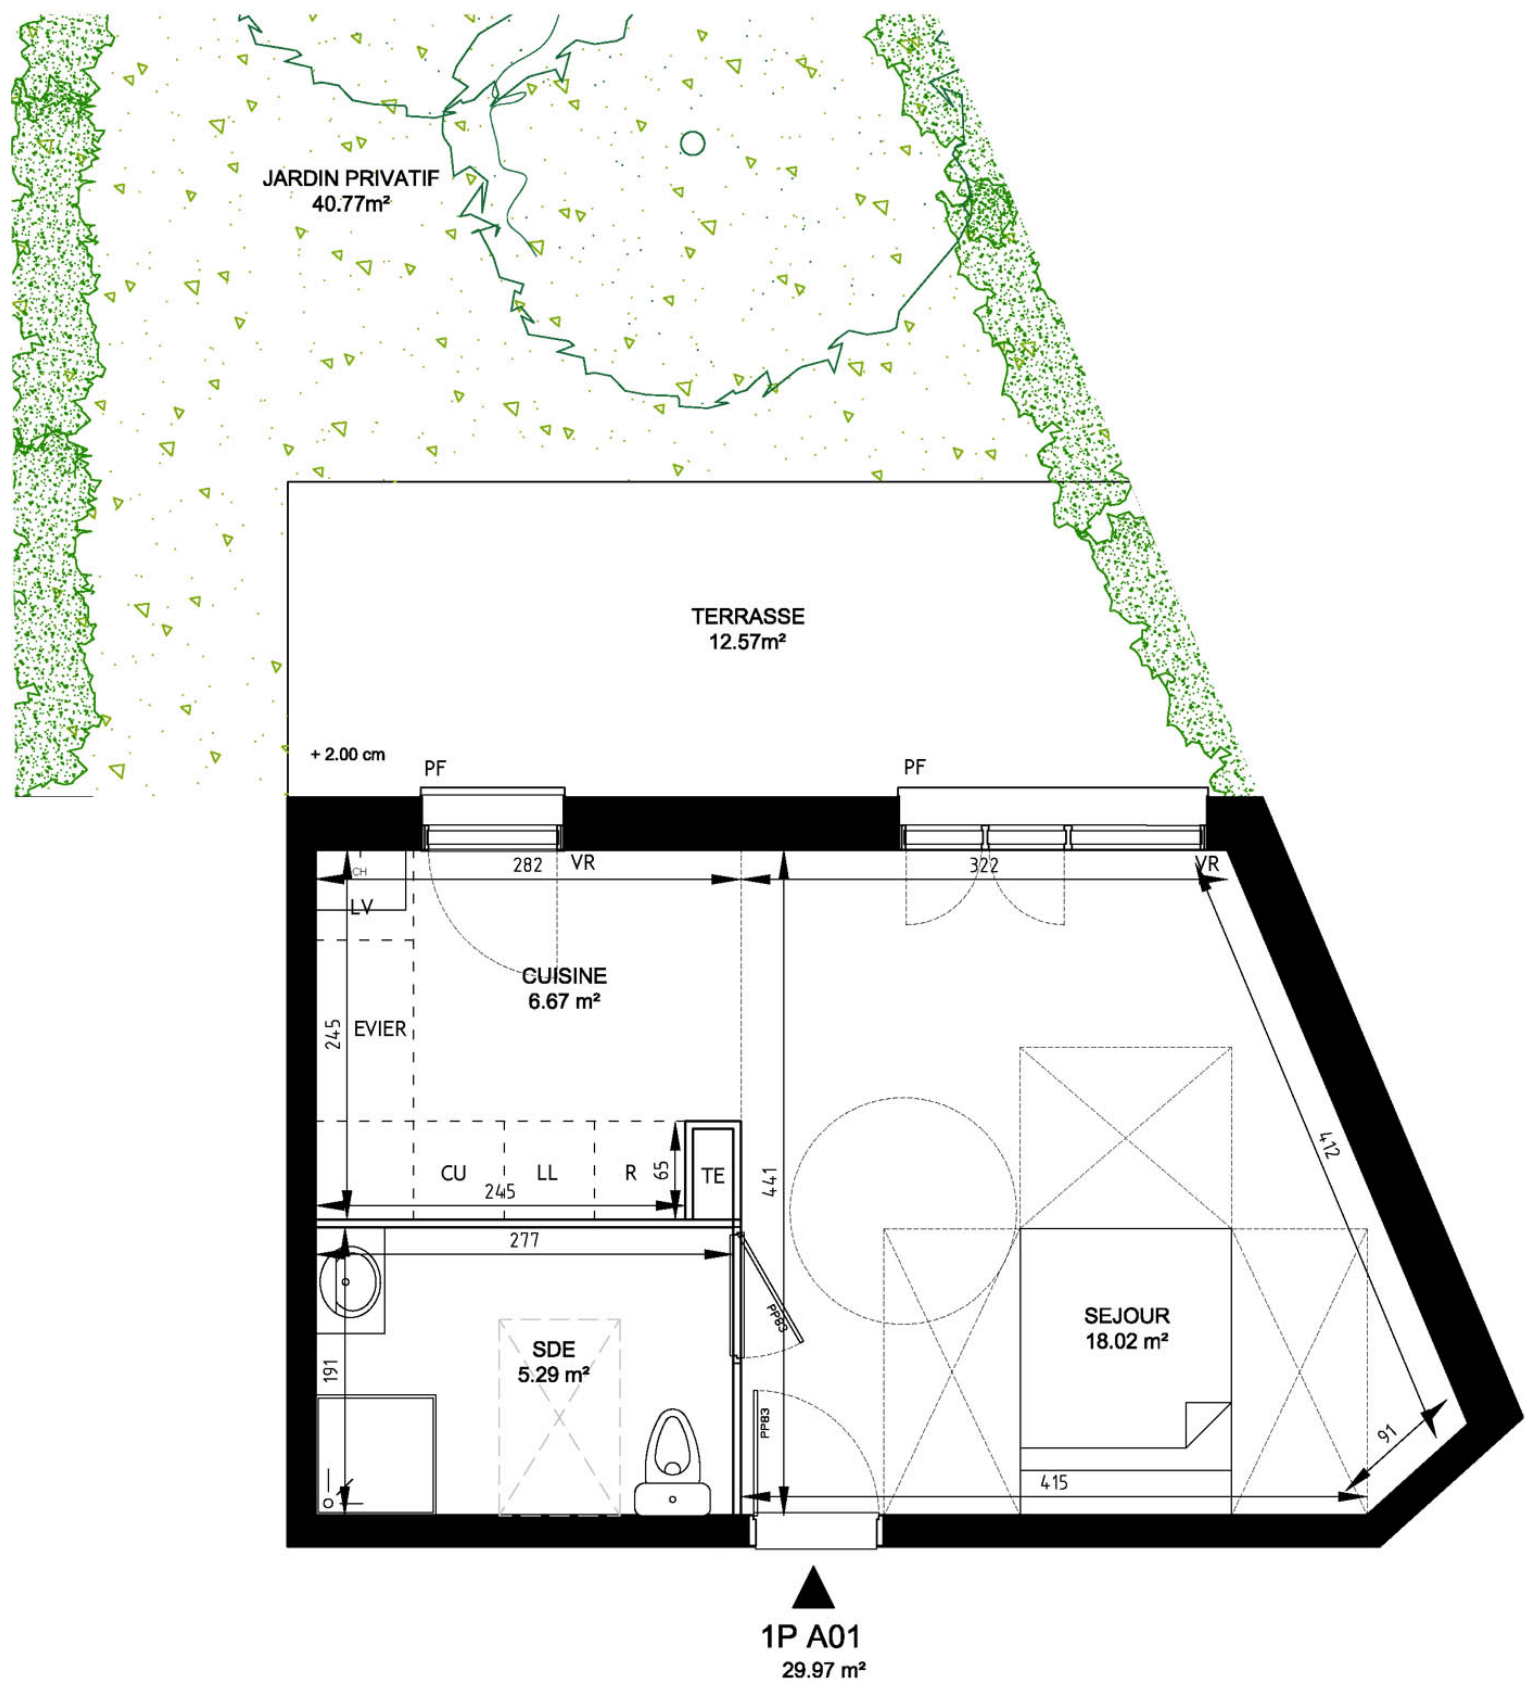 JARDIN PRIVATIF
40.77m²
TERRASSE
12.57m²
+ 2.00 cm
PF
PF
282
VR
322
VR
CH
LV
CUISINE
6.67 m²
245
EVIER
412
CU
LL
R
65
TE
245
441
277
PP83
SEJOUR
18.02 m²
SDE
5.29 m²
191
PP83
91
415
1P A01
29.97 m²